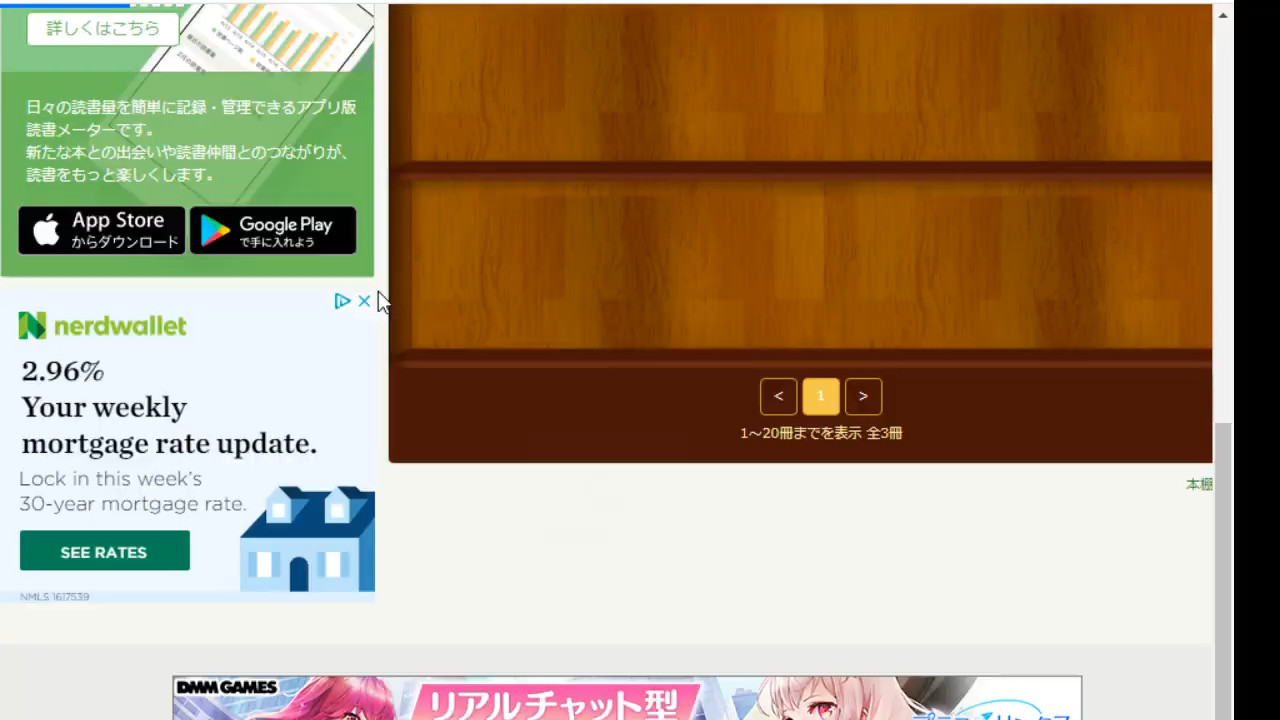 詳しくはこちら
日々の読書量を簡単に記録・管理できるアプリ版
読書メーターです。
新たな本との出会いや読書仲間とのつながりが、
読書をもっと楽しくします。
App Store
からダウンロード
Google Play
で手に入れよう
nerdwallet
2.96%
Your weekly
mortgage rate update.
Lock in this week's
30-year mortgage rate.
SEE RATES
NMLS 1617539
< 1 >
1～20冊までを表示 全3冊
本棚
DMM GAMES
リアルチャット型